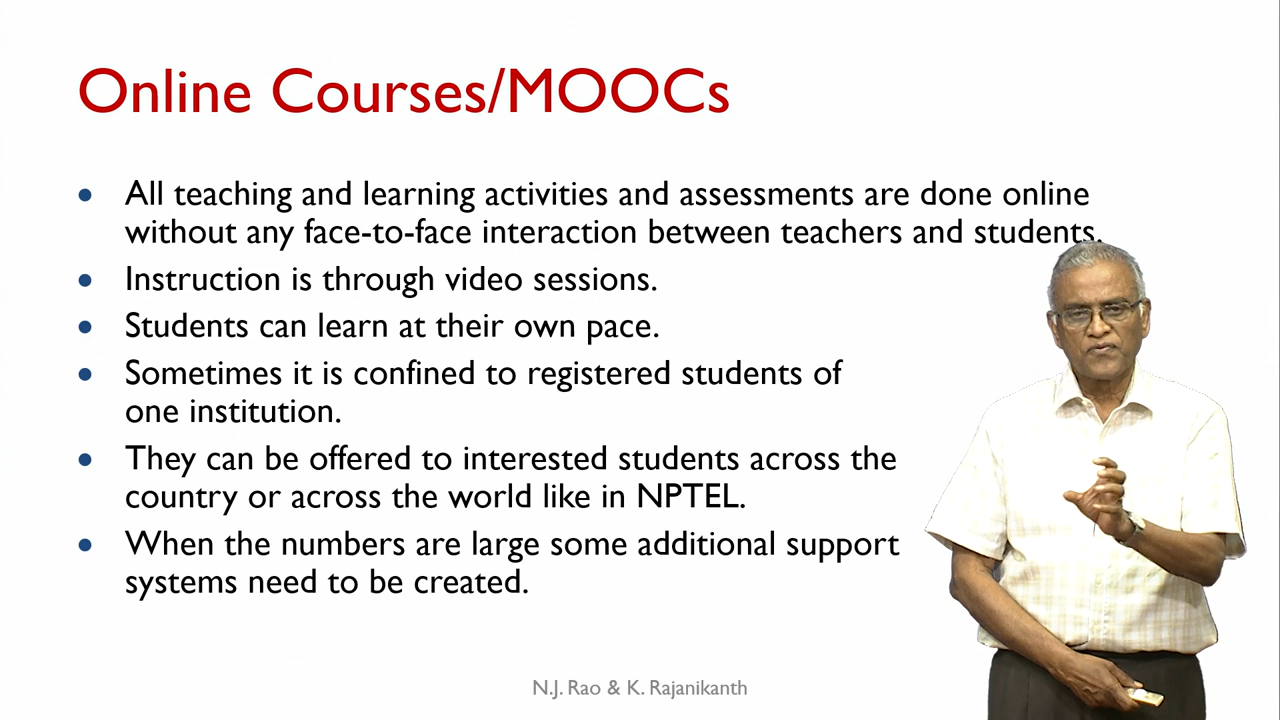 Online Courses/MOOCs
• All teaching and learning activities and assessments are done online
without any face-to-face interaction between teachers and students.
• Instruction is through video sessions.
• Students can learn at their own pace.
• Sometimes it is confined to registered students of
one institution.
• They can be offered to interested students across the
country or across the world like in NPTEL.
• When the numbers are large some additional support
systems need to be created.
N.J. Rao & K. Rajanikanth